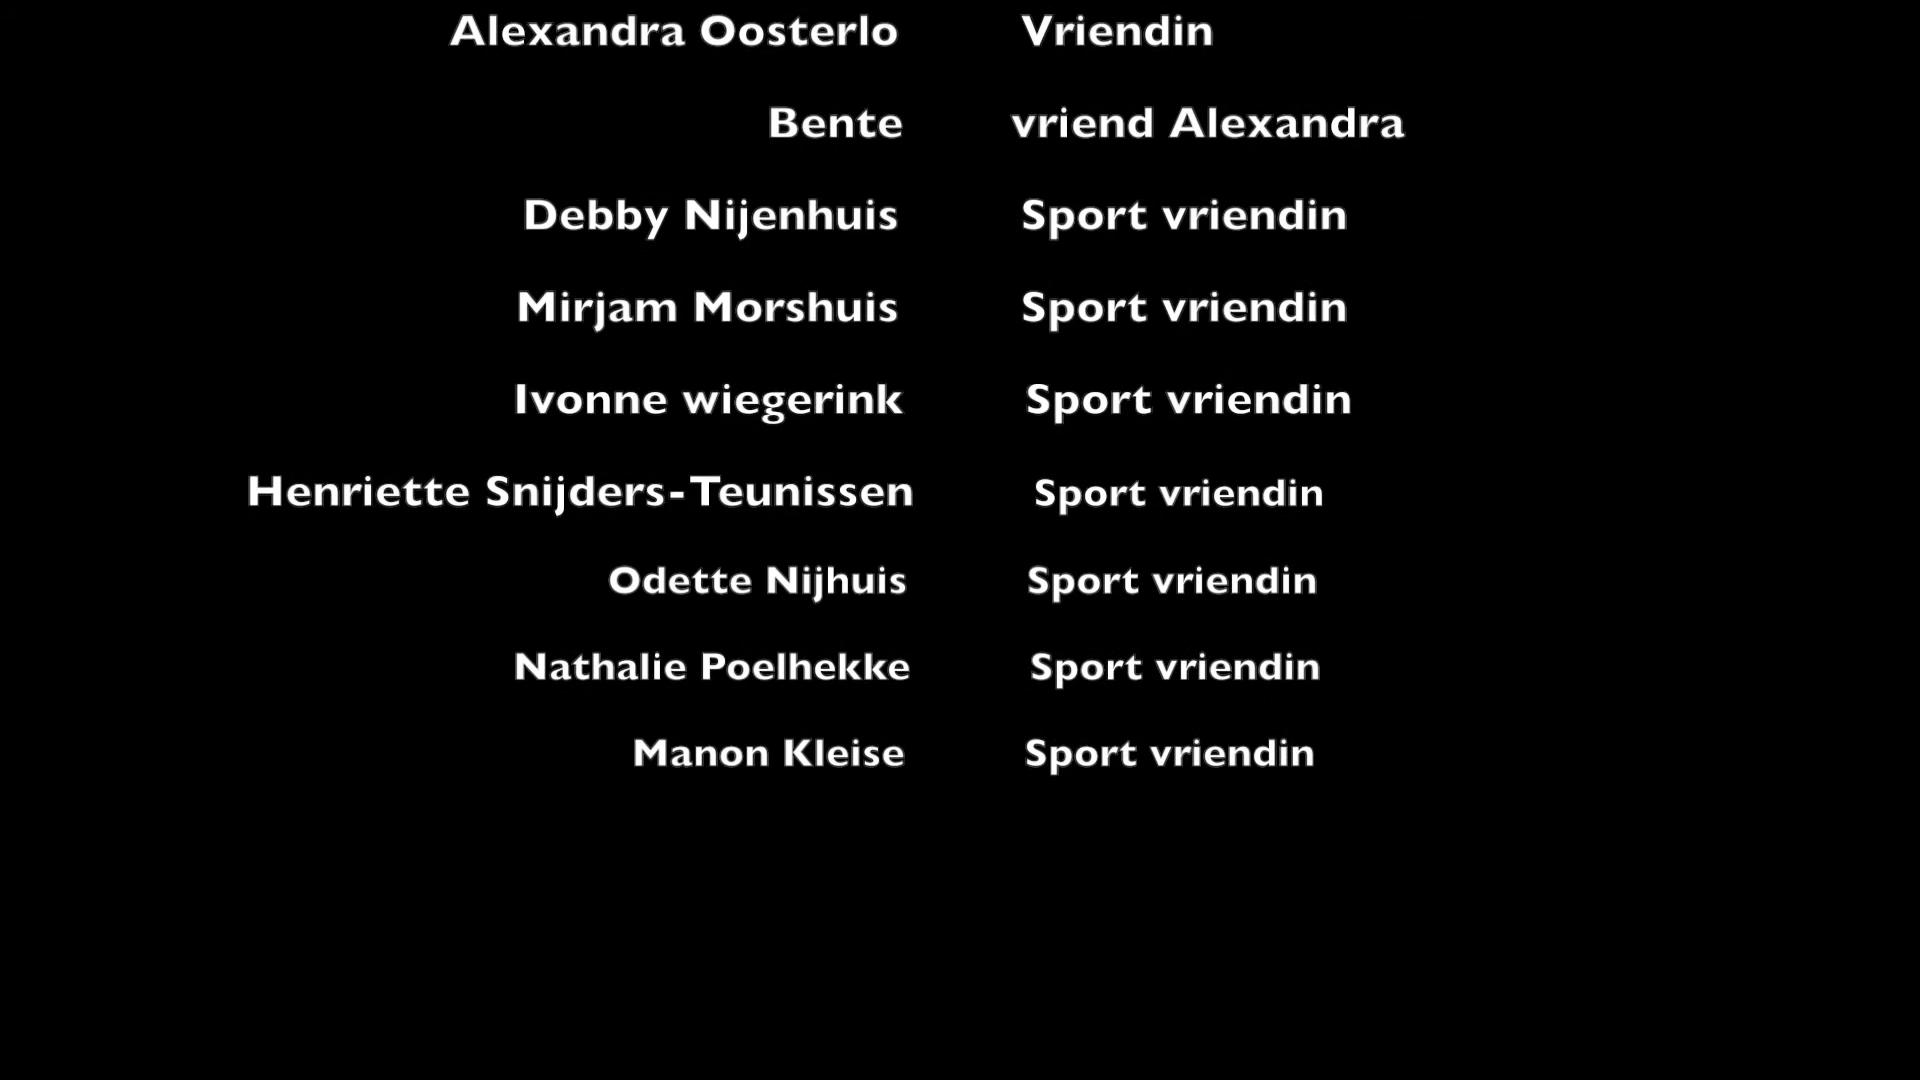 Alexandra Oosterlo Vriendin
Bente vriend Alexandra
Debby Nijenhuis Sport vriendin
Mirjam Morshuis Sport vriendin
Ivonne wiegerink Sport vriendin
Henriette Snijders-Teunissen Sport vriendin
Odette Nijhuis Sport vriendin
Nathalie Poelhekke Sport vriendin
Manon Kleise Sport vriendin